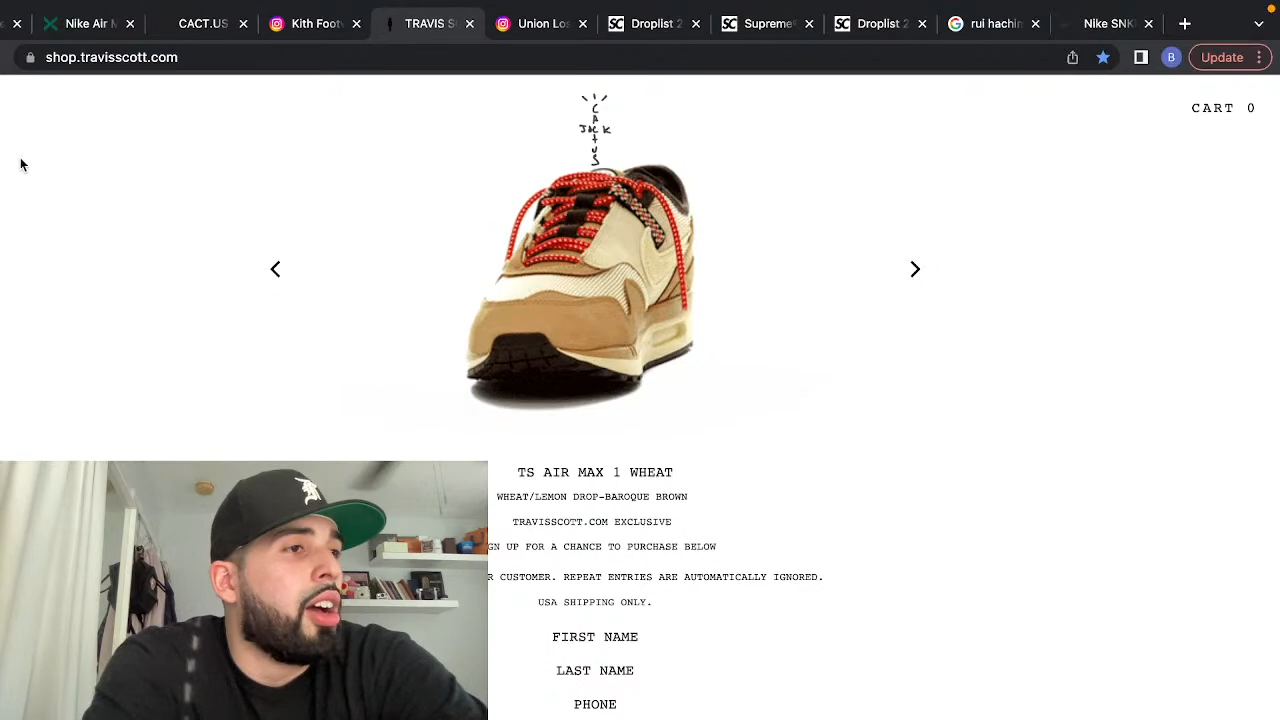 Nike Air M
CACT.US
Kith Footw
TRAVIS S
Union Los
Droplist 2
Supreme
Droplist 2
rui hachin
Nike SNK
shop.travisscott.com
B
Update
CACTUS
JACK
CART 0
TS AIR MAX 1 WHEAT
WHEAT/LEMON DROP-BAROQUE BROWN
TRAVISSCOTT.COM EXCLUSIVE
GN UP FOR A CHANCE TO PURCHASE BELOW
R CUSTOMER. REPEAT ENTRIES ARE AUTOMATICALLY IGNORED.
USA SHIPPING ONLY.
FIRST NAME
LAST NAME
PHONE